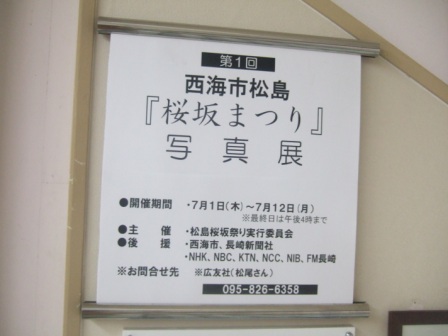 第1回
西海市松島
『桜坂まつり』
写真展
●開催期間 ・7月1日(木)～7月12日(月)
※最終日は午後4時まで
●主催 ・松島桜坂祭り実行委員会
●後援 ・西海市、長崎新聞社
・NHK、NBC、KTN、NCC、NIB、FM長崎
※お問合せ先 ※広友社(松尾さん)
095-826-6358